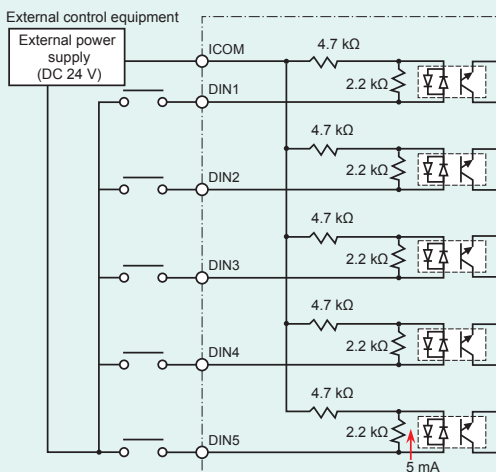 External control equipment
External power
supply
(DC 24 V)
ICOM
4.7 kΩ
2.2 kΩ
DIN1
4.7 kΩ
2.2 kΩ
DIN2
4.7 kΩ
2.2 kΩ
DIN3
4.7 kΩ
2.2 kΩ
DIN4
4.7 kΩ
2.2 kΩ
DIN5
5 mA